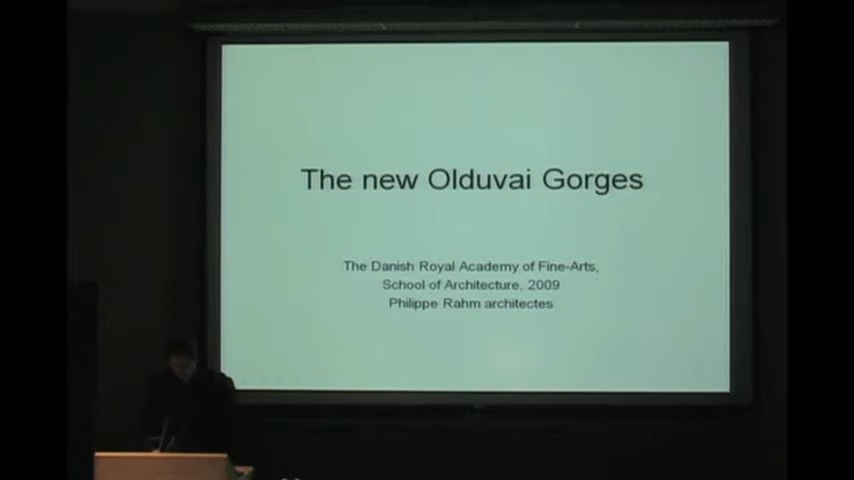 The new Olduvai Gorges
The Danish Royal Academy of Fine-Arts,
School of Architecture, 2009
Philippe Rahm architectes